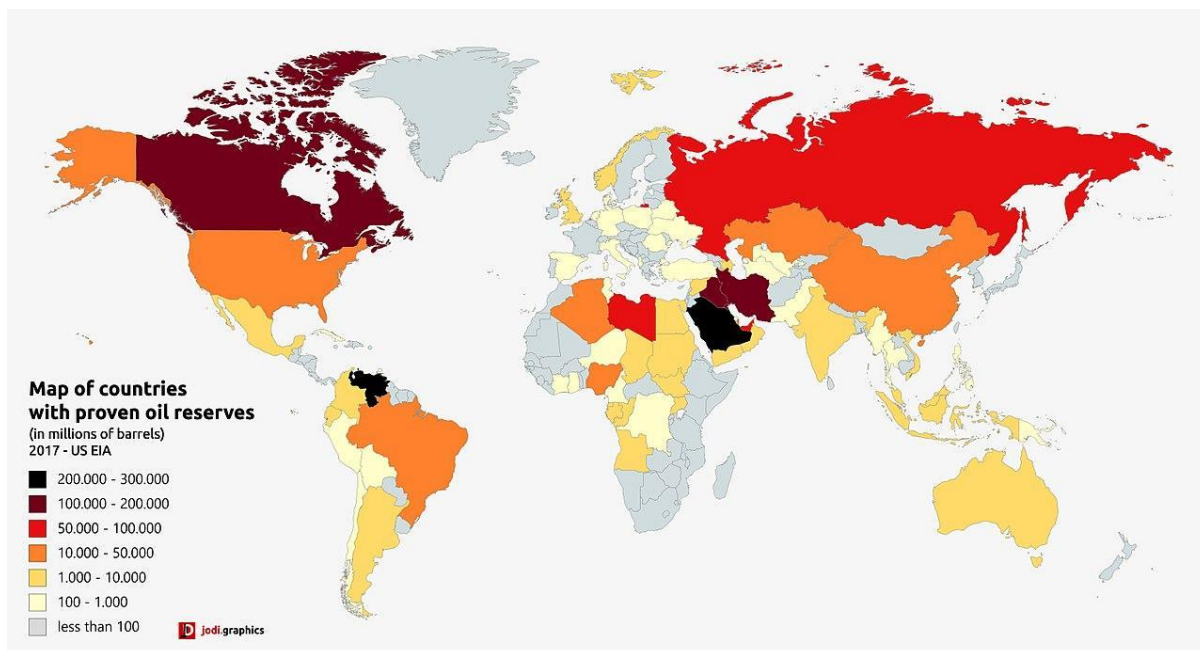 Map of countries
with proven oil reserves
(in millions of barrels)
2017 - US EIA
200.000 - 300.000
100.000 - 200.000
50.000 - 100.000
10.000 - 50.000
1.000 - 10.000
100 - 1.000
less than 100
jodi.graphics